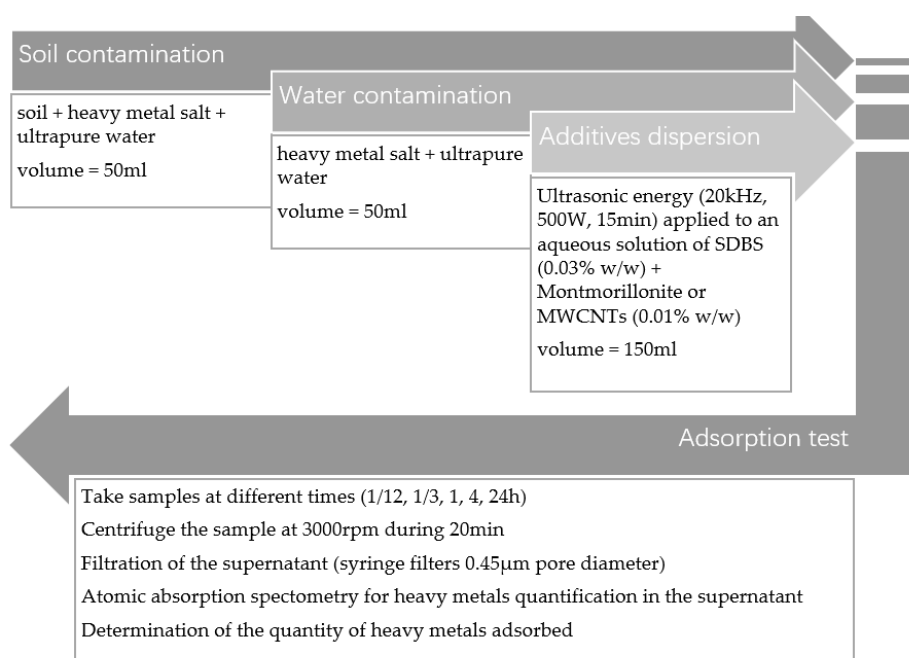 Soil contamination
soil + heavy metal salt +
ultrapure water
volume = 50ml
Water contamination
heavy metal salt + ultrapure
water
volume = 50ml
Additives dispersion
Ultrasonic energy (20kHz,
500W, 15min) applied to an
aqueous solution of SDBS
(0.03% w/w) +
Montmorillonite or
MWCNTs (0.01% w/w)
volume = 150ml
Adsorption test
Take samples at different times (1/12, 1/3, 1, 4, 24h)
Centrifuge the sample at 3000rpm during 20min
Filtration of the supernatant (syringe filters 0.45μm pore diameter)
Atomic absorption spectometry for heavy metals quantification in the supernatant
Determination of the quantity of heavy metals adsorbed